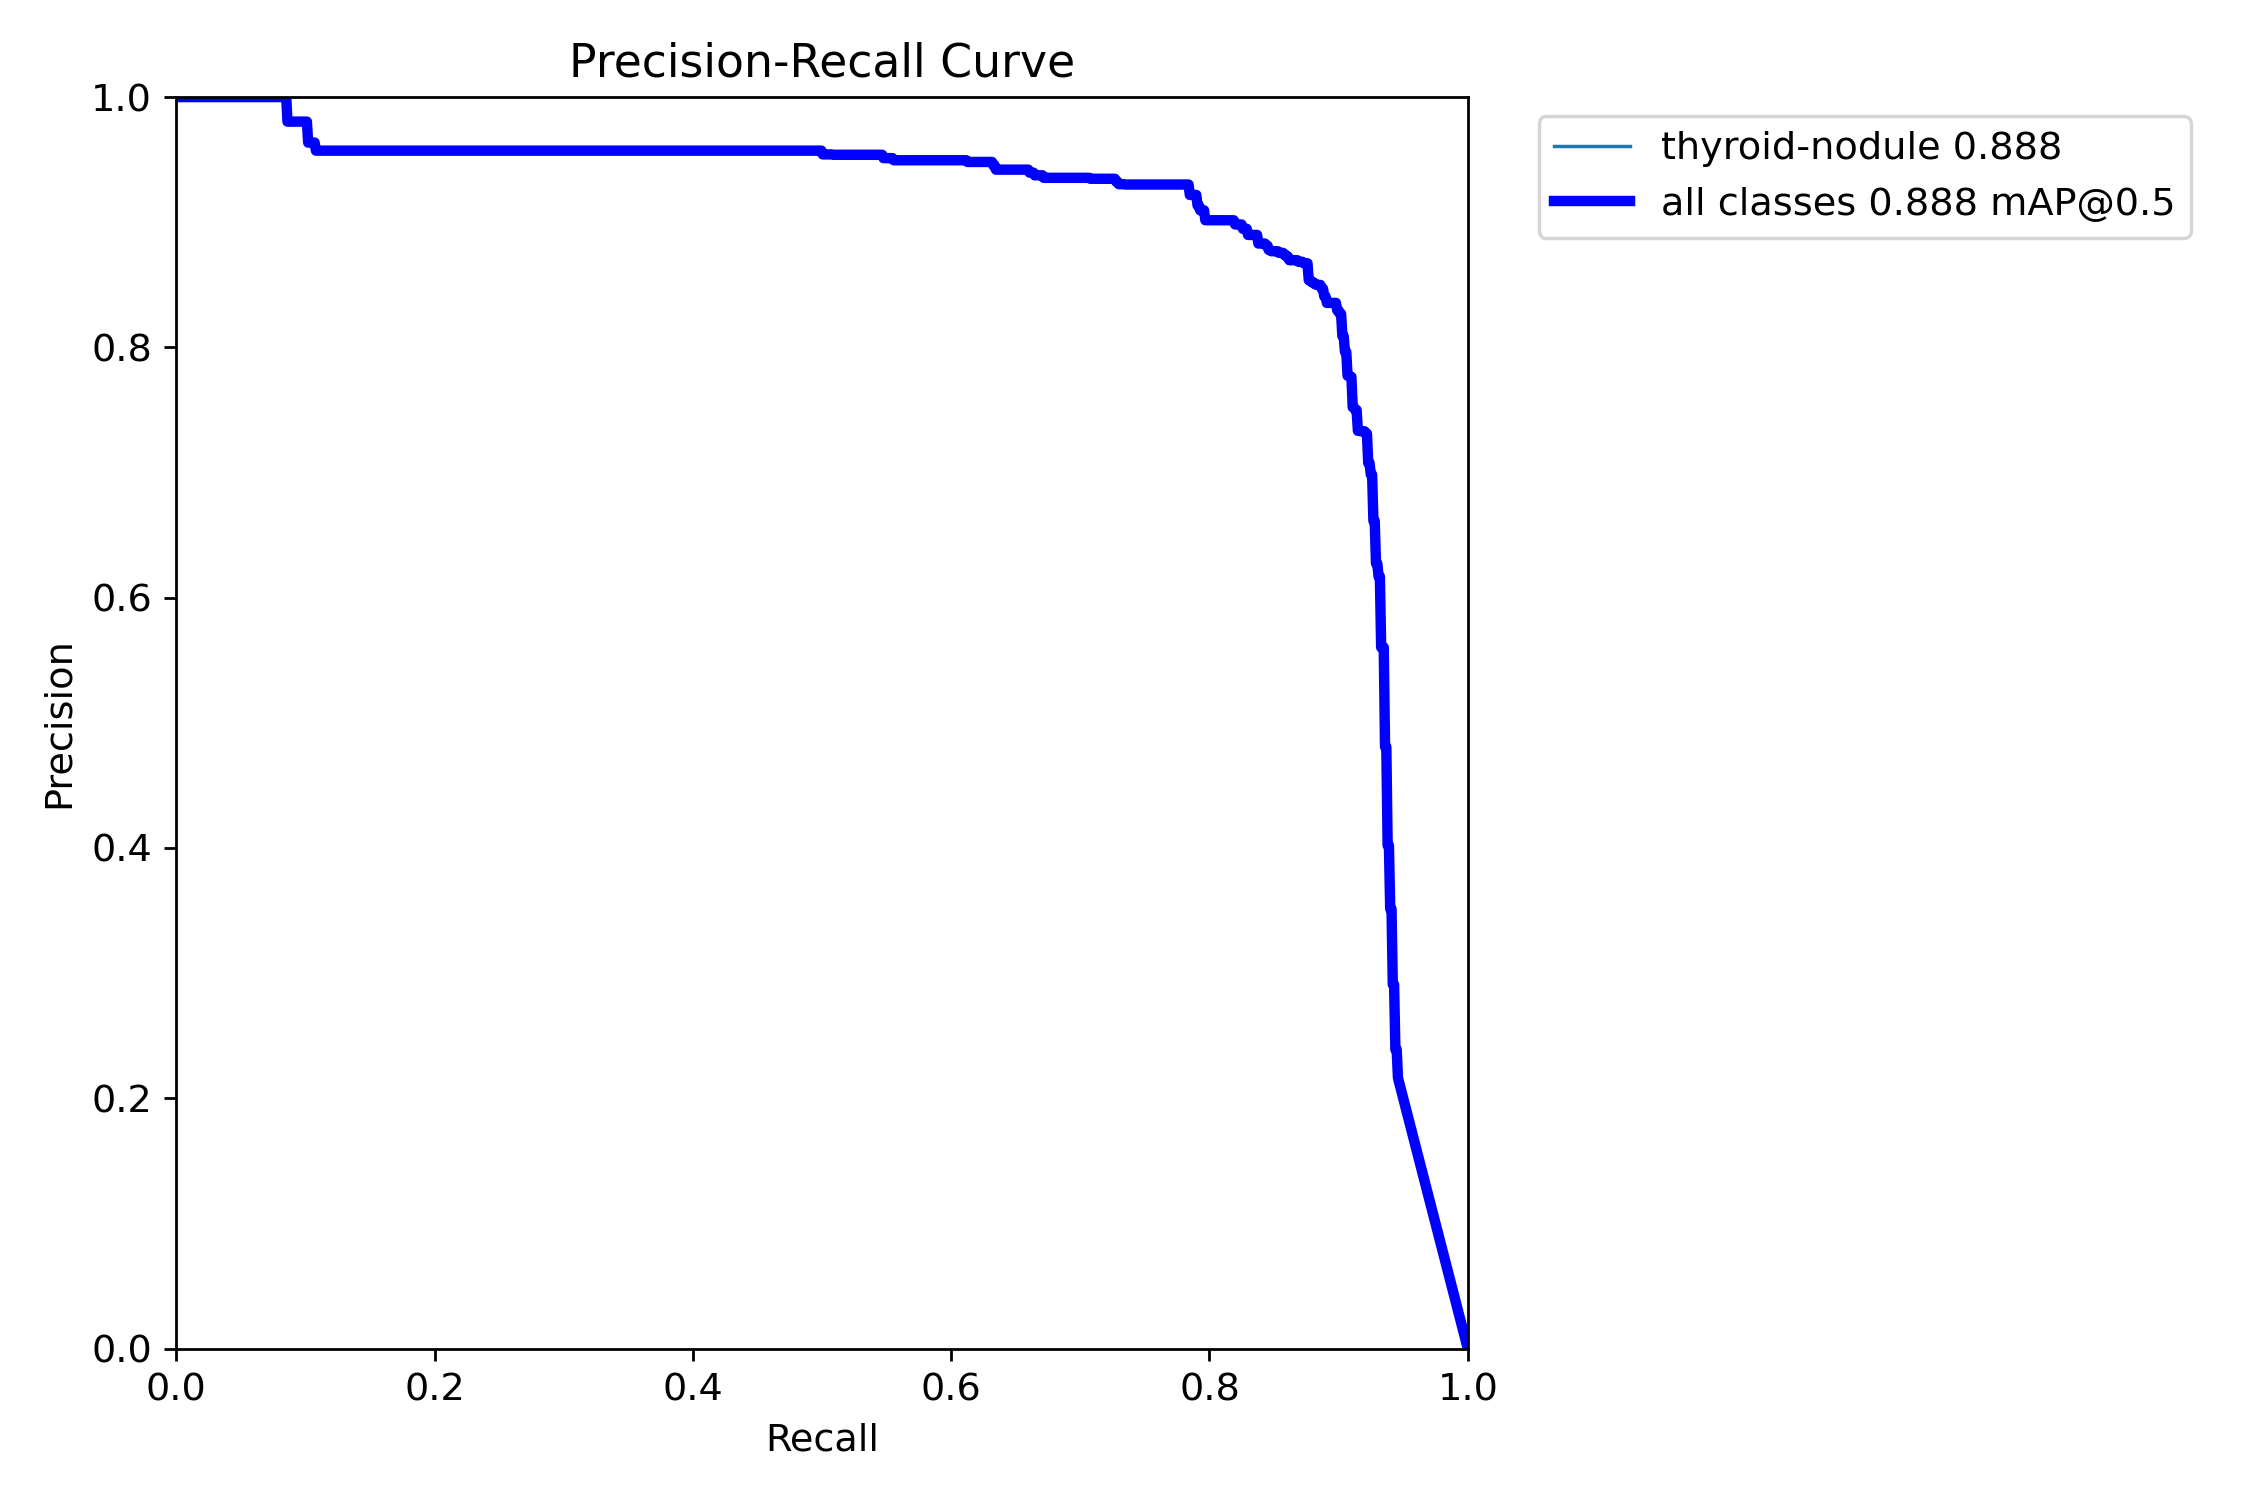 Precision-Recall Curve
thyroid-nodule 0.888
all classes 0.888 mAP@0.5
1.0
0.8
0.6
0.4
0.2
0.0
Precision
0.0 0.2 0.4 0.6 0.8 1.0
Recall